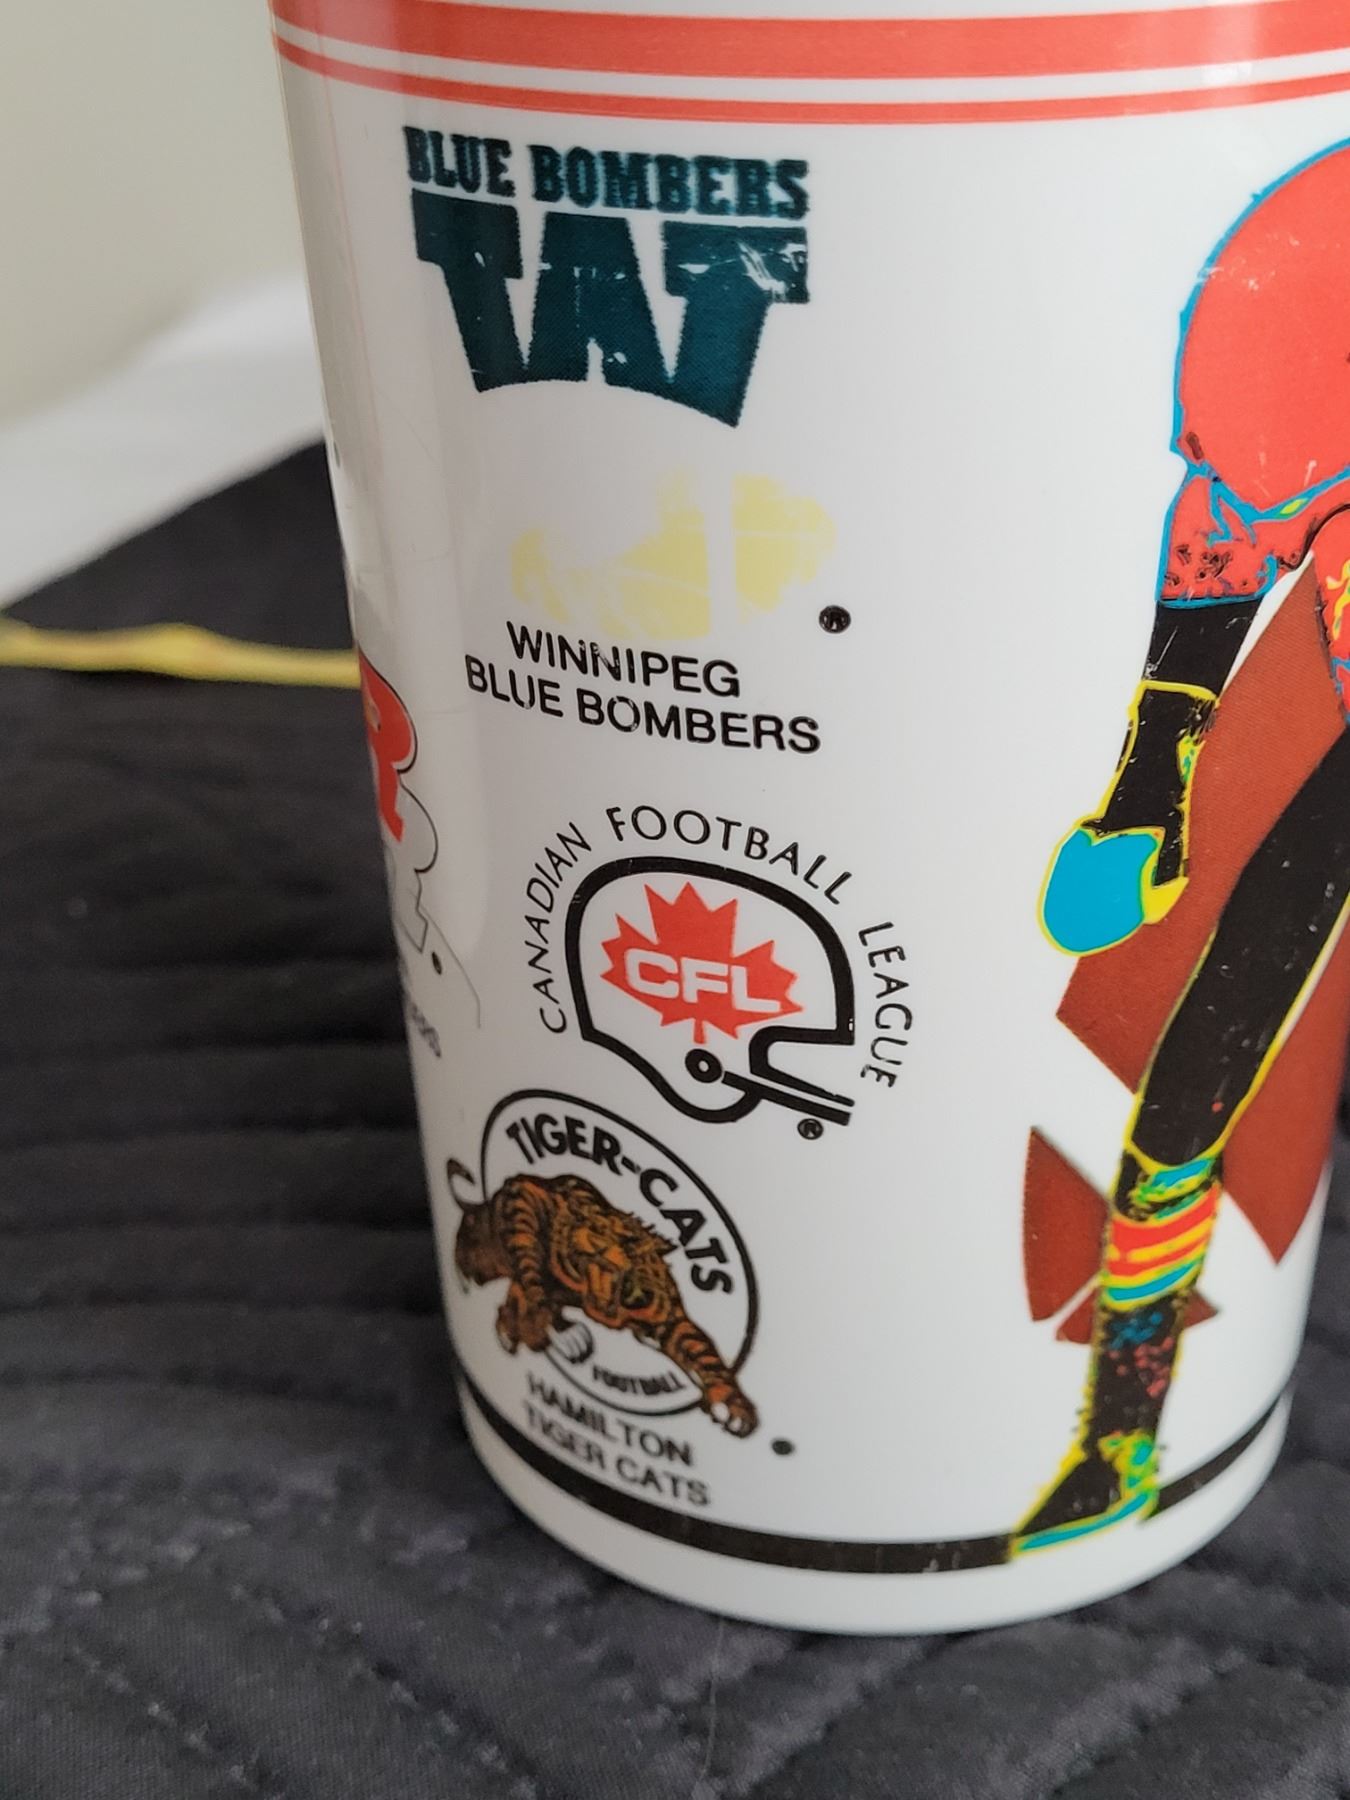 BLUE BOMBERS
W
®
WINNIPEG
BLUE BOMBERS
CANADIAN FOOTBALL LEAGUE
CFL
®
TIGER-CATS
FOOTBALL
HAMILTON
TIGER CATS
R